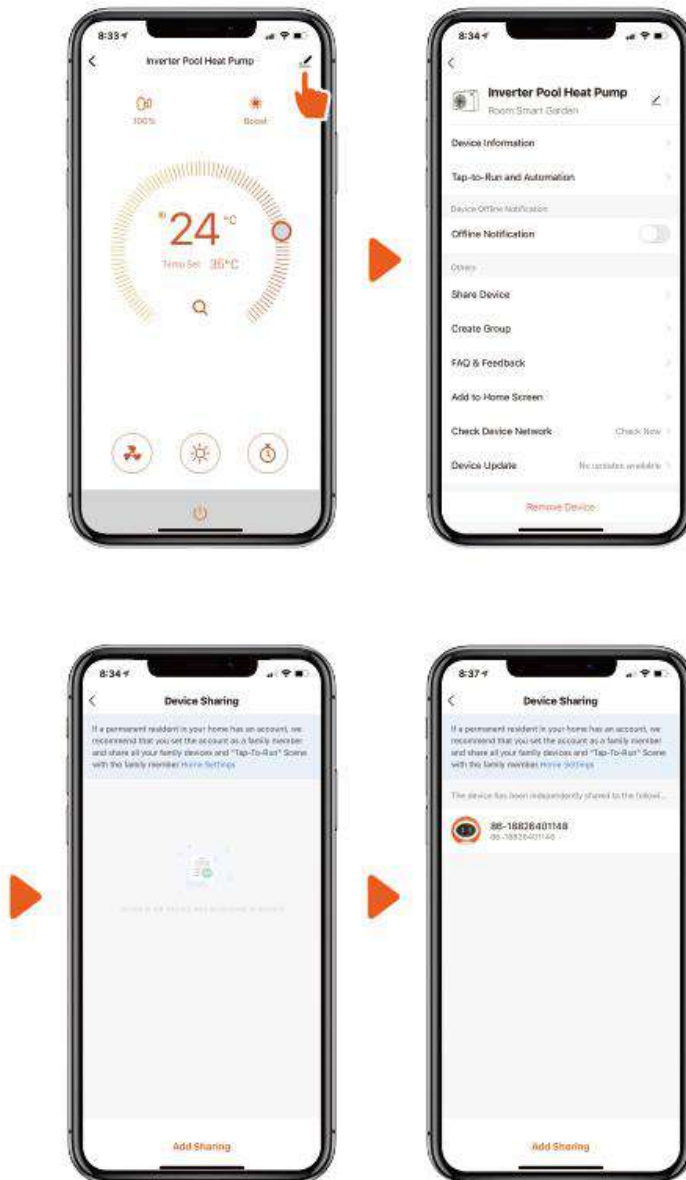 8:33
Inverter Pool Heat Pump
100%
Boost
24 °C
Temp Set 35°C
8:34
Inverter Pool Heat Pump
Room:Smart Garden
Device Information
Tap-to-Run and Automation
Device Offline Notification
Offline Notification
Others
Share Device
Create Group
FAQ & Feedback
Add to Home Screen
Check Device Network Check Now
Device Update No updates available
Remove Device
8:34
Device Sharing
If a permanent resident in your home has an account, we
recommend that you set the account as a family member
and share all your family devices and "Tap-To-Run" Scene
with the family member. Home Settings
Add Sharing
8:37
Device Sharing
If a permanent resident in your home has an account, we
recommend that you set the account as a family member
and share all your family devices and "Tap-To-Run" Scene
with the family member. Home Settings
The device has been independently shared to the followi...
86-18826401148
86-18826401148
Add Sharing